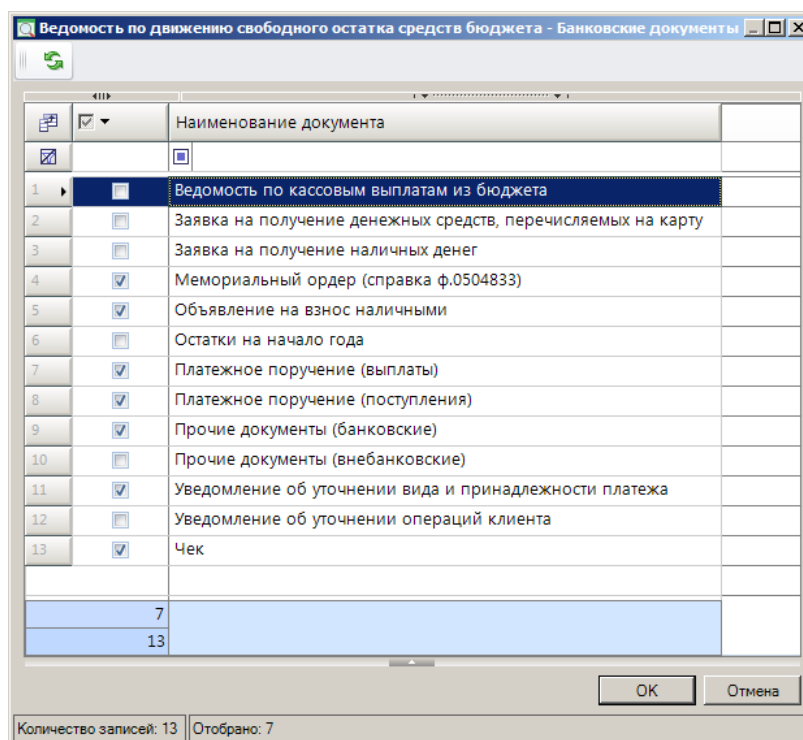 Ведомость по движению свободного остатка средств бюджета - Банковские документы
Наименование документа
1 Ведомость по кассовым выплатам из бюджета
2 Заявка на получение денежных средств, перечисляемых на карту
3 Заявка на получение наличных денег
4 Мемориальный ордер (справка ф.0504833)
5 Объявление на взнос наличными
6 Остатки на начало года
7 Платежное поручение (выплаты)
8 Платежное поручение (поступления)
9 Прочие документы (банковские)
10 Прочие документы (внебанковские)
11 Уведомление об уточнении вида и принадлежности платежа
12 Уведомление об уточнении операций клиента
13 Чек
7
13
OK Отмена
Количество записей: 13 Отобрано: 7